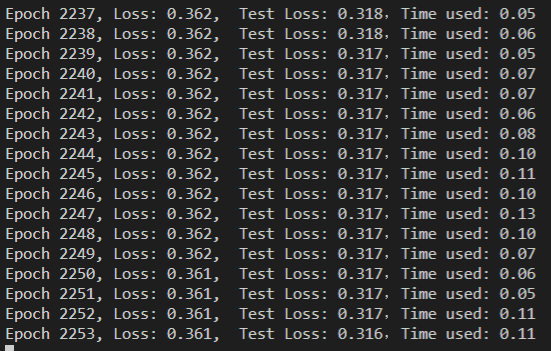 Epoch 2237, Loss: 0.362,  Test Loss: 0.318，Time used: 0.05
Epoch 2238, Loss: 0.362,  Test Loss: 0.318，Time used: 0.06
Epoch 2239, Loss: 0.362,  Test Loss: 0.317，Time used: 0.05
Epoch 2240, Loss: 0.362,  Test Loss: 0.317，Time used: 0.07
Epoch 2241, Loss: 0.362,  Test Loss: 0.317，Time used: 0.07
Epoch 2242, Loss: 0.362,  Test Loss: 0.317，Time used: 0.06
Epoch 2243, Loss: 0.362,  Test Loss: 0.317，Time used: 0.08
Epoch 2244, Loss: 0.362,  Test Loss: 0.317，Time used: 0.10
Epoch 2245, Loss: 0.362,  Test Loss: 0.317，Time used: 0.11
Epoch 2246, Loss: 0.362,  Test Loss: 0.317，Time used: 0.10
Epoch 2247, Loss: 0.362,  Test Loss: 0.317，Time used: 0.13
Epoch 2248, Loss: 0.362,  Test Loss: 0.317，Time used: 0.10
Epoch 2249, Loss: 0.362,  Test Loss: 0.317，Time used: 0.07
Epoch 2250, Loss: 0.361,  Test Loss: 0.317，Time used: 0.06
Epoch 2251, Loss: 0.361,  Test Loss: 0.317，Time used: 0.05
Epoch 2252, Loss: 0.361,  Test Loss: 0.317，Time used: 0.11
Epoch 2253, Loss: 0.361,  Test Loss: 0.316，Time used: 0.11